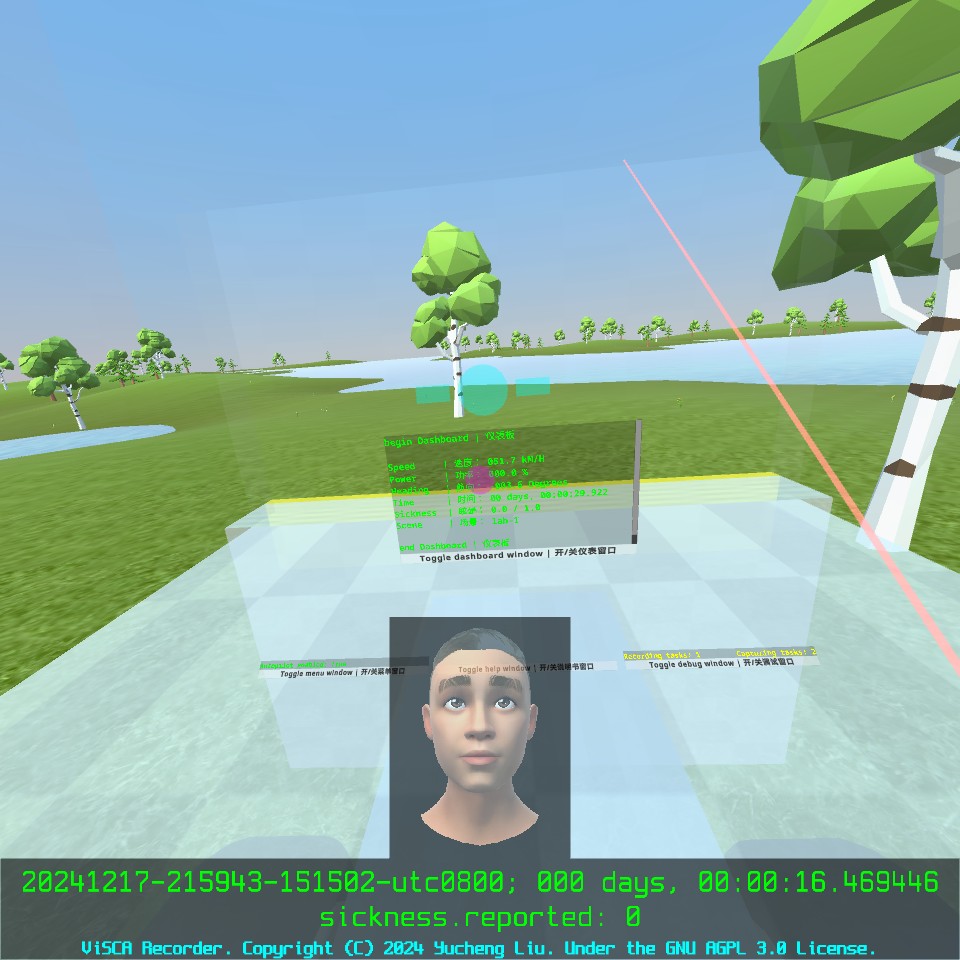 begin Dashboard | 仪表板
Speed | 速度: 051.7 kM/H
Power | 功率: 000.0 %
Heading 003.6 Degrees
Time | 时间: 00 days, 00:00:29.922
Sickness | 0.0 / 1.0
Scene | 场景: lab-1
end Dashboard | 仪表板
Toggle dashboard window | 开/关仪表窗口
Recording tasks: 1 Capturing tasks: 2
Toggle menu window | 开/关菜单窗口
Toggle help window | 开/关说明书窗口
Toggle debug window | 开/关调试窗口
20241217-215943-151502-utc0800; 000 days, 00:00:16.469446
sickness.reported: 0
ViSCA Recorder. Copyright (C) 2024 Yucheng Liu. Under the GNU AGPL 3.0 License.